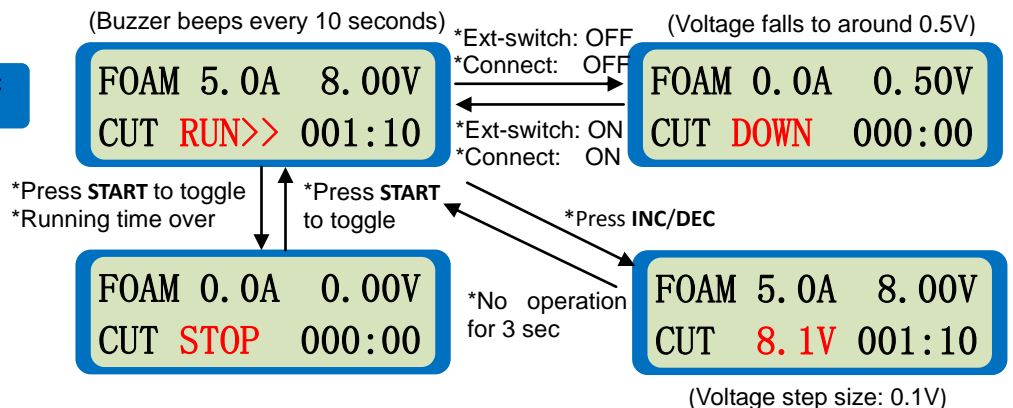 (Buzzer beeps every 10 seconds)
FOAM 5.0A 8.00V
CUT RUN>> 001:10
*Ext-switch: OFF
*Connect: OFF
*Ext-switch: ON
*Connect: ON
(Voltage falls to around 0.5V)
FOAM 0.0A 0.50V
CUT DOWN 000:00
*Press START to toggle
*Running time over
*Press START
to toggle
*Press INC/DEC
FOAM 0.0A 0.00V
CUT STOP 000:00
*No operation
for 3 sec
FOAM 5.0A 8.00V
CUT 8.1V 001:10
(Voltage step size: 0.1V)